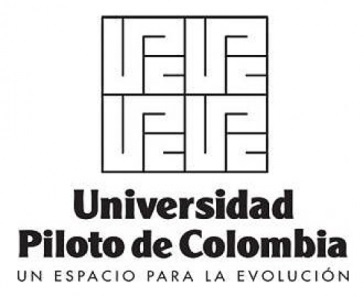 Universidad
Piloto de Colombia
UN ESPACIO PARA LA EVOLUCIÓN